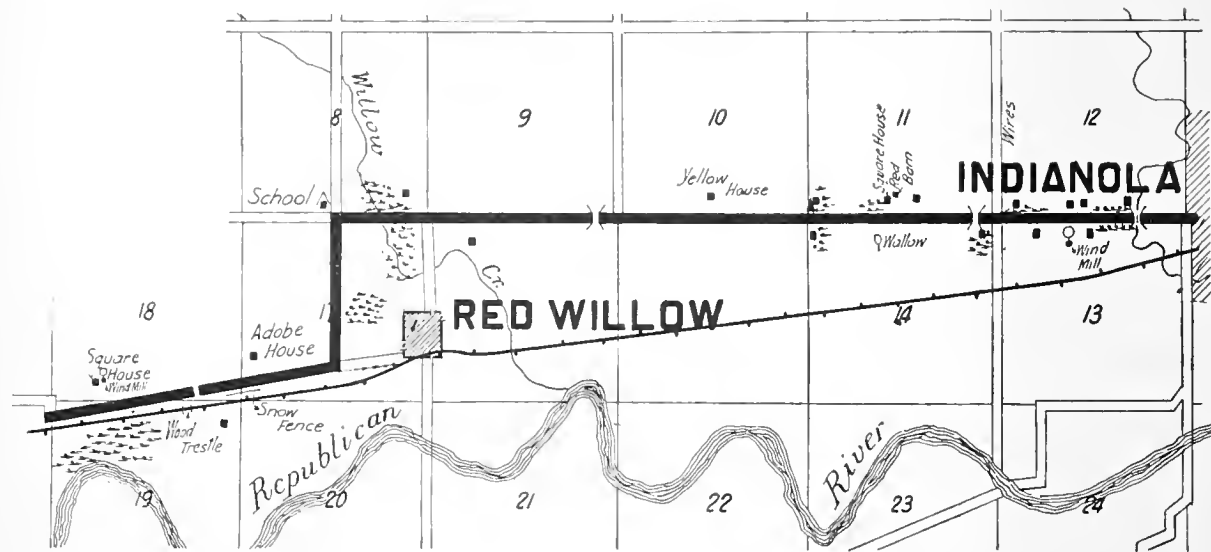 Willow
8
9
10
11
12
Square House
Red
Barn
Wires
School
Yellow
House
INDIANOLA
Wallow
Wind
Mill
Cr.
18
17
RED WILLOW
14
13
Adobe
House
Square
House
Wind Mill
Snow
Fence
Wood
Trestle
Republican
River
19
20
21
22
23
24